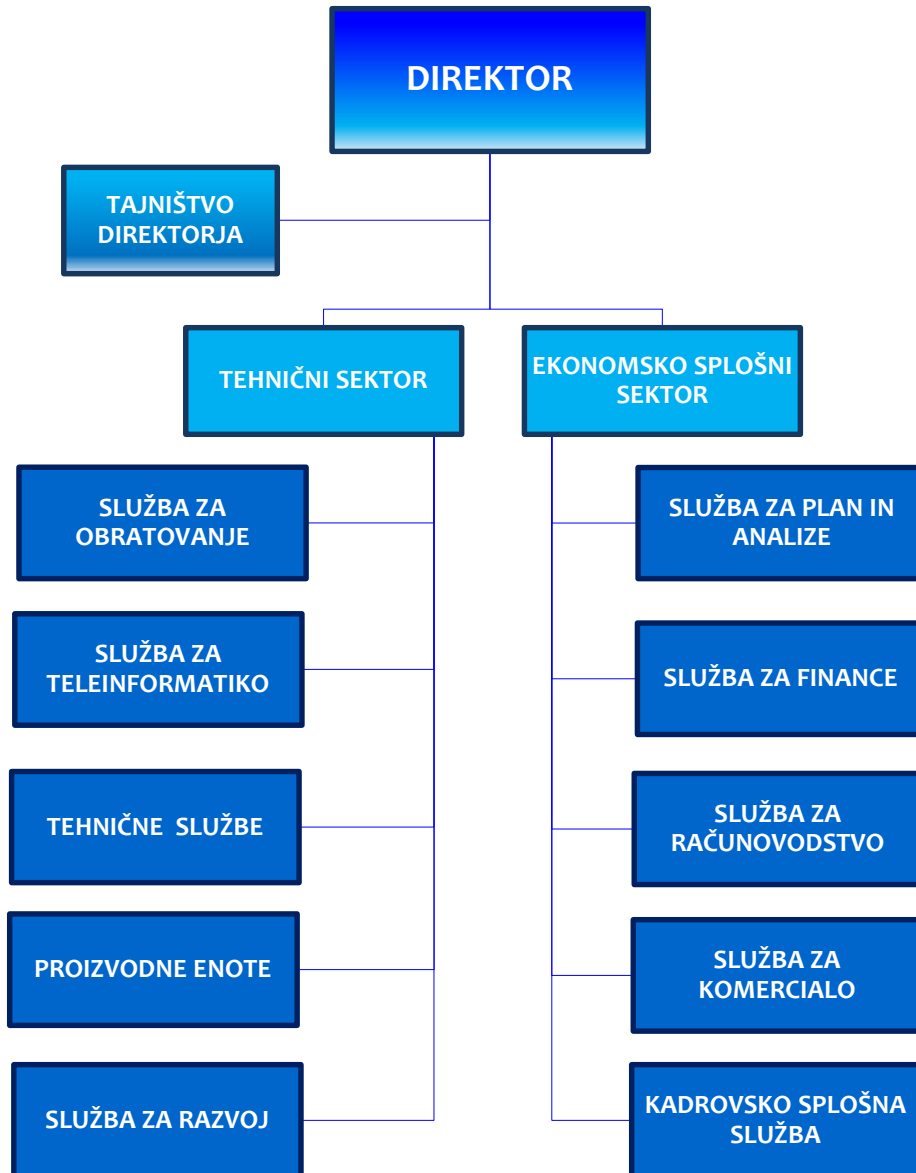 DIREKTOR
TAJNIŠTVO
DIREKTORJA
TEHNIČNI SEKTOR
EKONOMSKO SPLOŠNI
SEKTOR
SLUŽBA ZA
OBRATOVANJE
SLUŽBA ZA
TELEINFORMATIKO
TEHNIČNE SLUŽBE
PROIZVODNE ENOTE
SLUŽBA ZA RAZVOJ
SLUŽBA ZA PLAN IN
ANALIZE
SLUŽBA ZA FINANCE
SLUŽBA ZA
RAČUNOVODSTVO
SLUŽBA ZA
KOMERCIALO
KADROVSKO SPLOŠNA
SLUŽBA